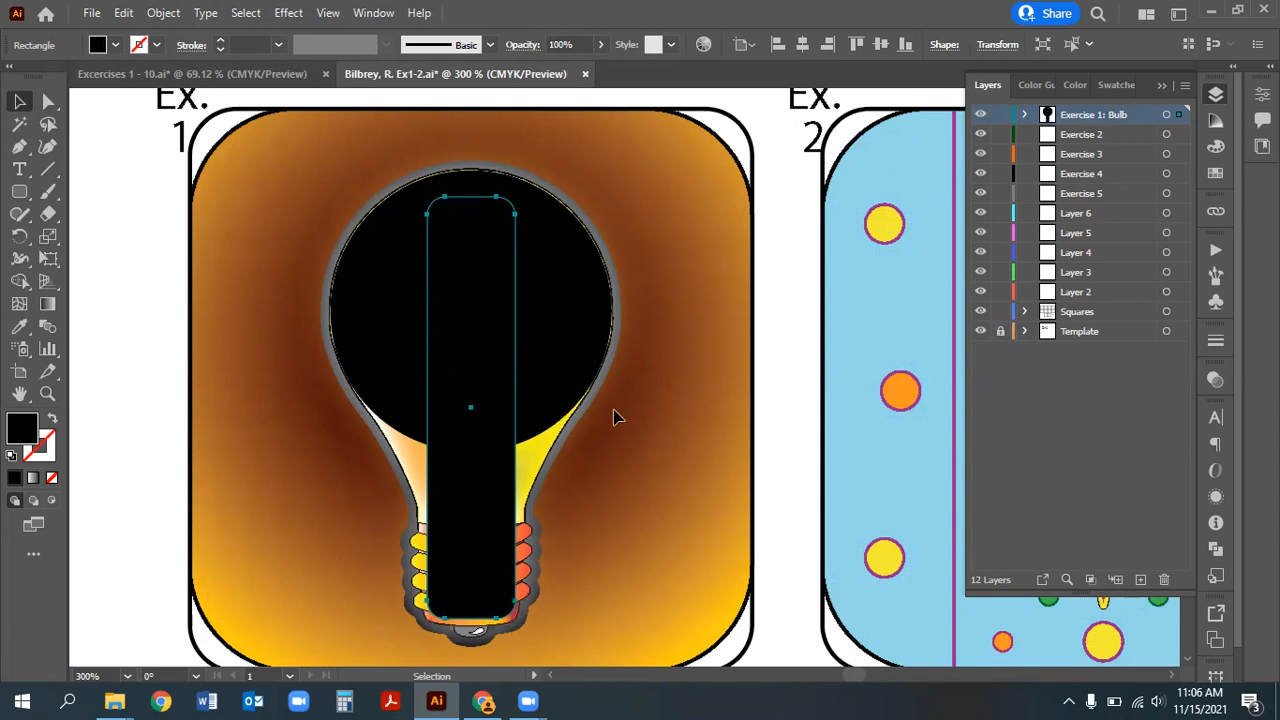 Ai File Edit Object Type Select Effect View Window Help Share
Rectangle Stroke: Basic Opacity: 100% Style: Shape: Transform
Excercises 1 - 10.ai* @ 69.12 % (CMYK/Preview) Bilbrey, R. Ex1-2.ai* @ 300 % (CMYK/Preview)
Layers Color Gu Color Swatche
Ex. Ex.
1 2
Exercise 1: Bulb
Exercise 2
Exercise 3
Exercise 4
Exercise 5
Layer 6
Layer 5
Layer 4
Layer 3
Layer 2
Squares
Template
12 Layers
300% 0° 1 Selection
11:06 AM
11/15/2021
3